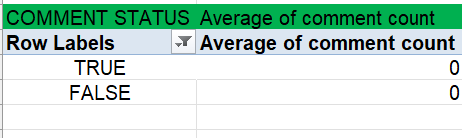 COMMENT STATUS Average of comment count
Row Labels Average of comment count
TRUE 0
FALSE 0